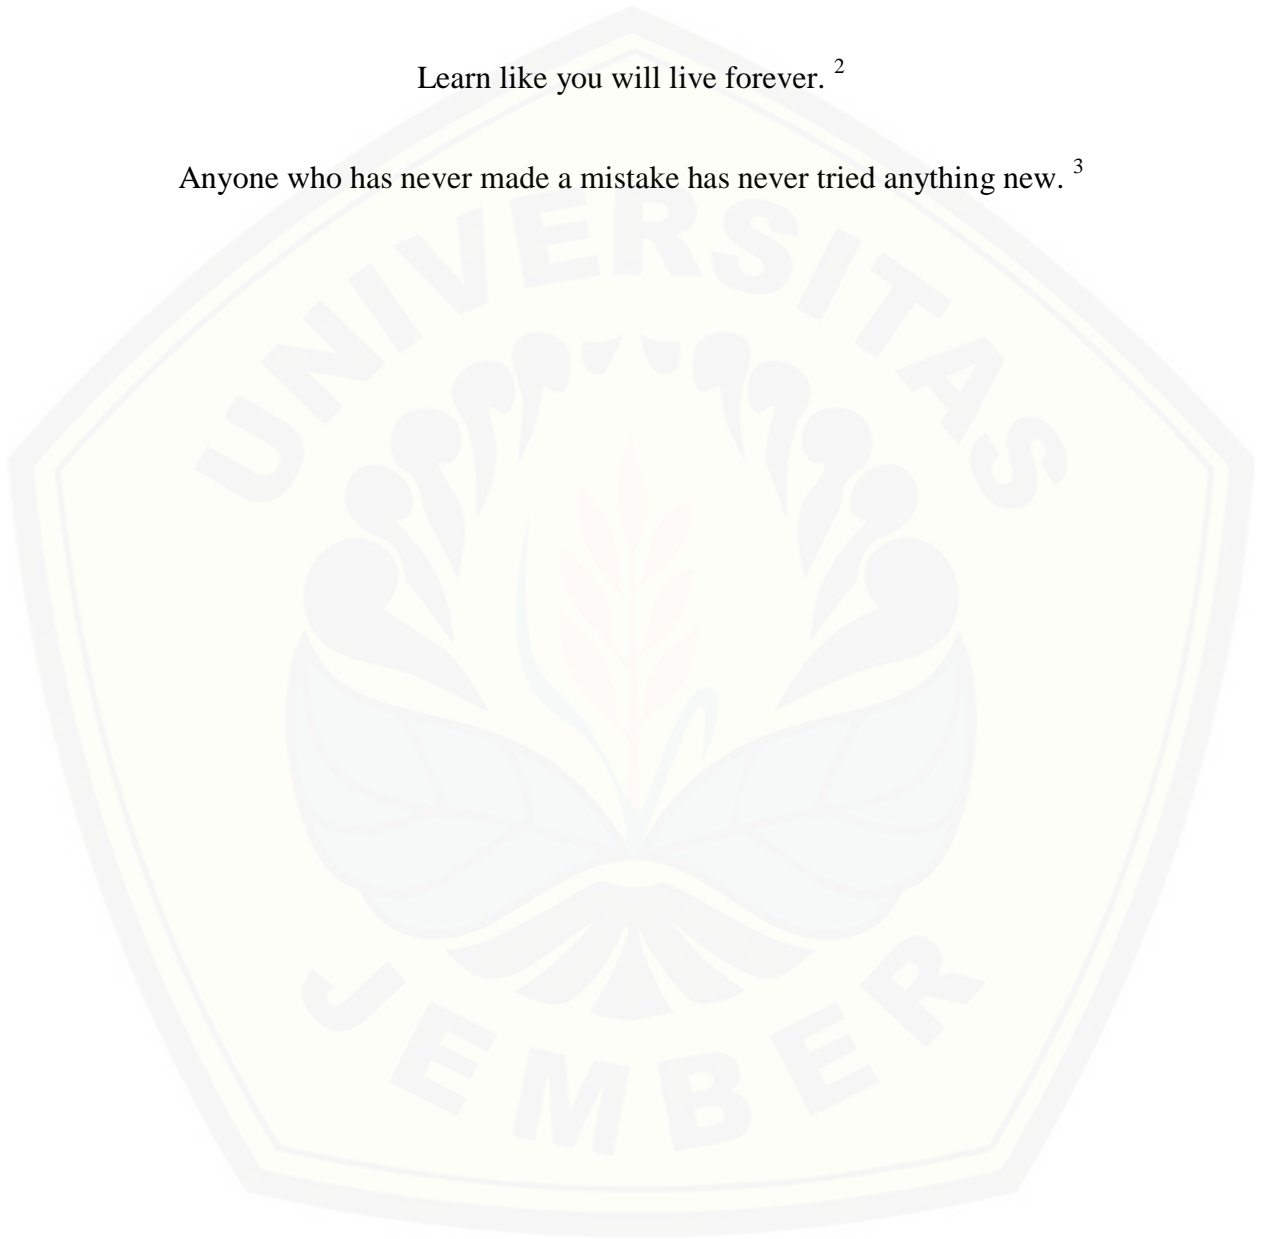 Learn like you will live forever. 2
Anyone who has never made a mistake has never tried anything new. 3
UNIVERSITAS
JEMBER